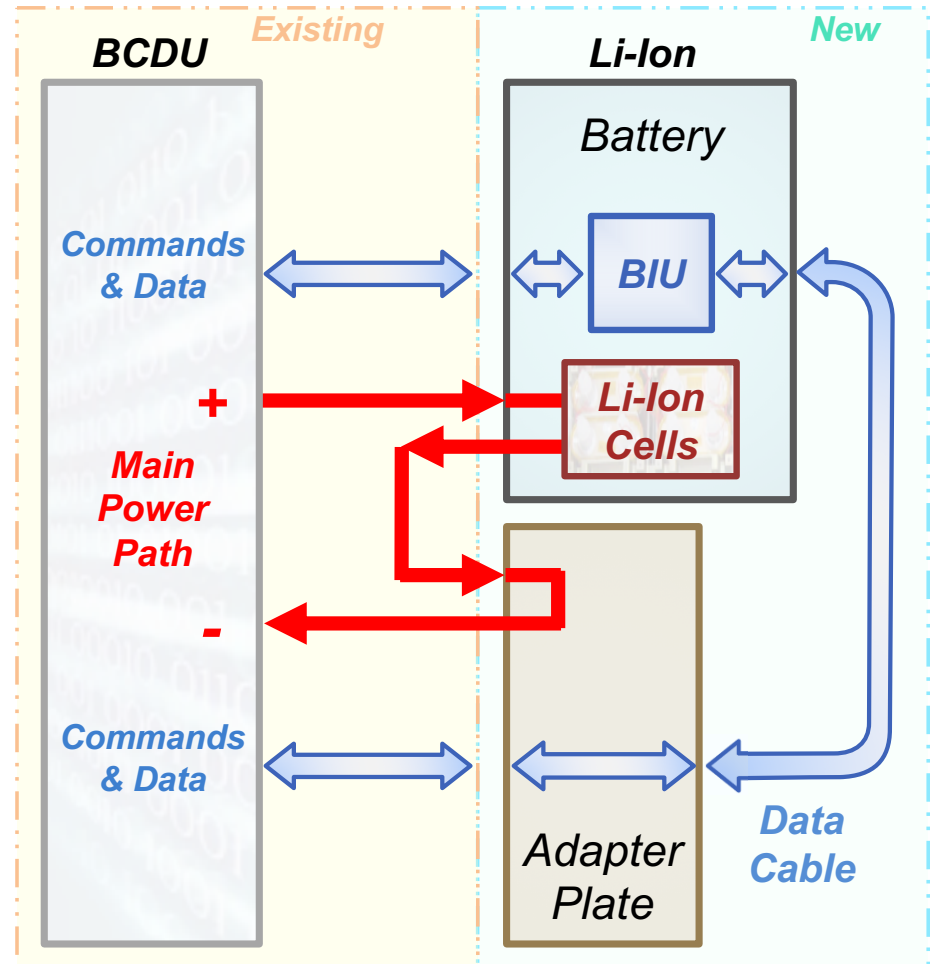 Existing
New
BCDU
Li-Ion
Battery
Commands
& Data
BIU
+
Li-Ion
Cells
Main
Power
Path
-
Commands
& Data
Data
Cable
Adapter
Plate